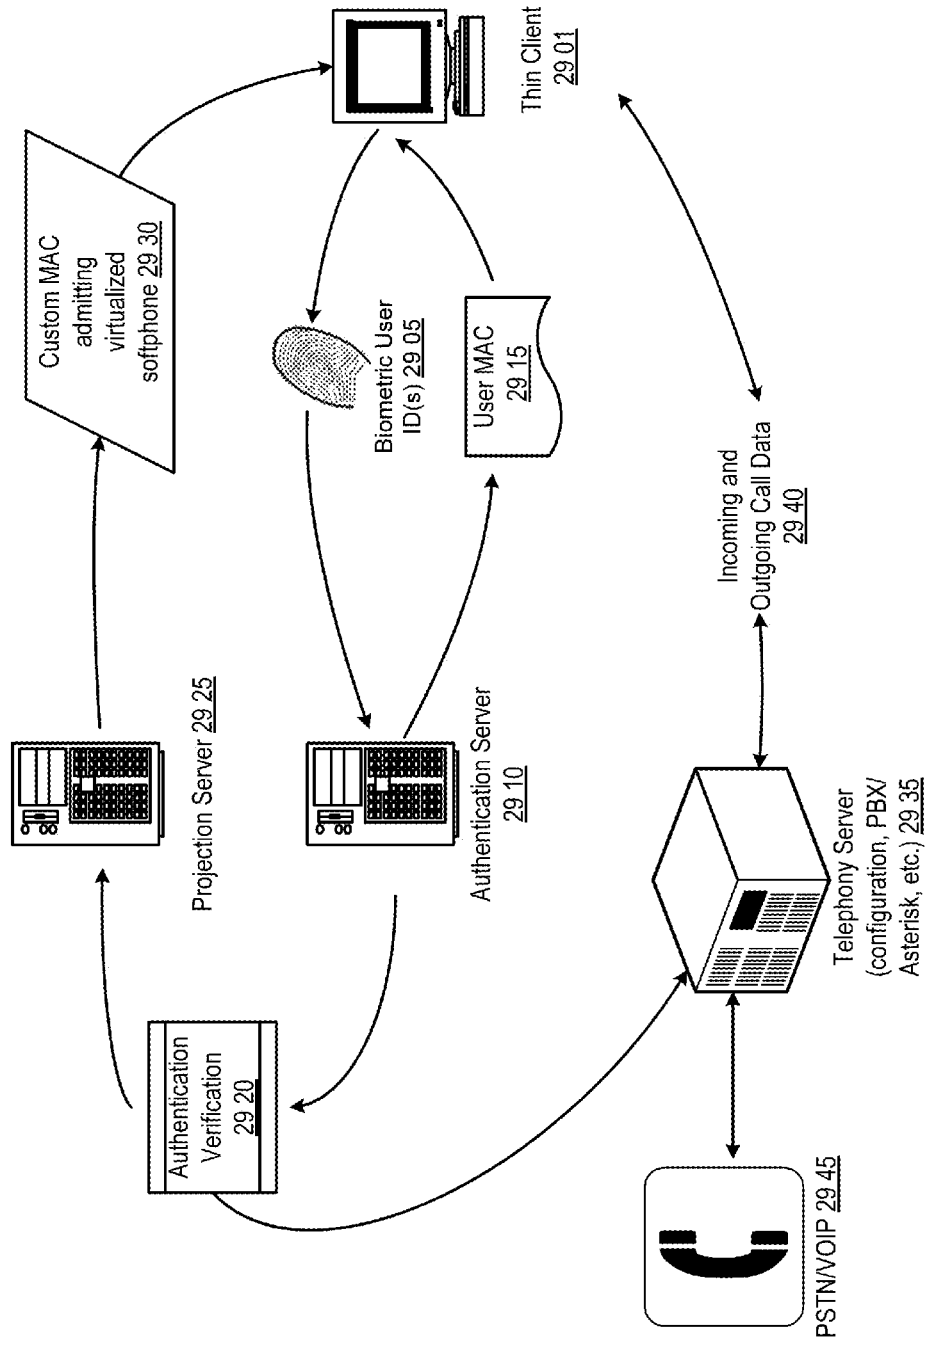 Thin Client
29 01
Custom MAC
admitting
virtualized
softphone 29 30
Biometric User
ID(s) 29 05
User MAC
29 15
Incoming and
Outgoing Call Data
29 40
Projection Server 29 25
Authentication Server
29 10
Telephony Server
(configuration, PBX/
Asterisk, etc.) 29 35
Authentication
Verification
29 20
PSTN/VOIP 29 45